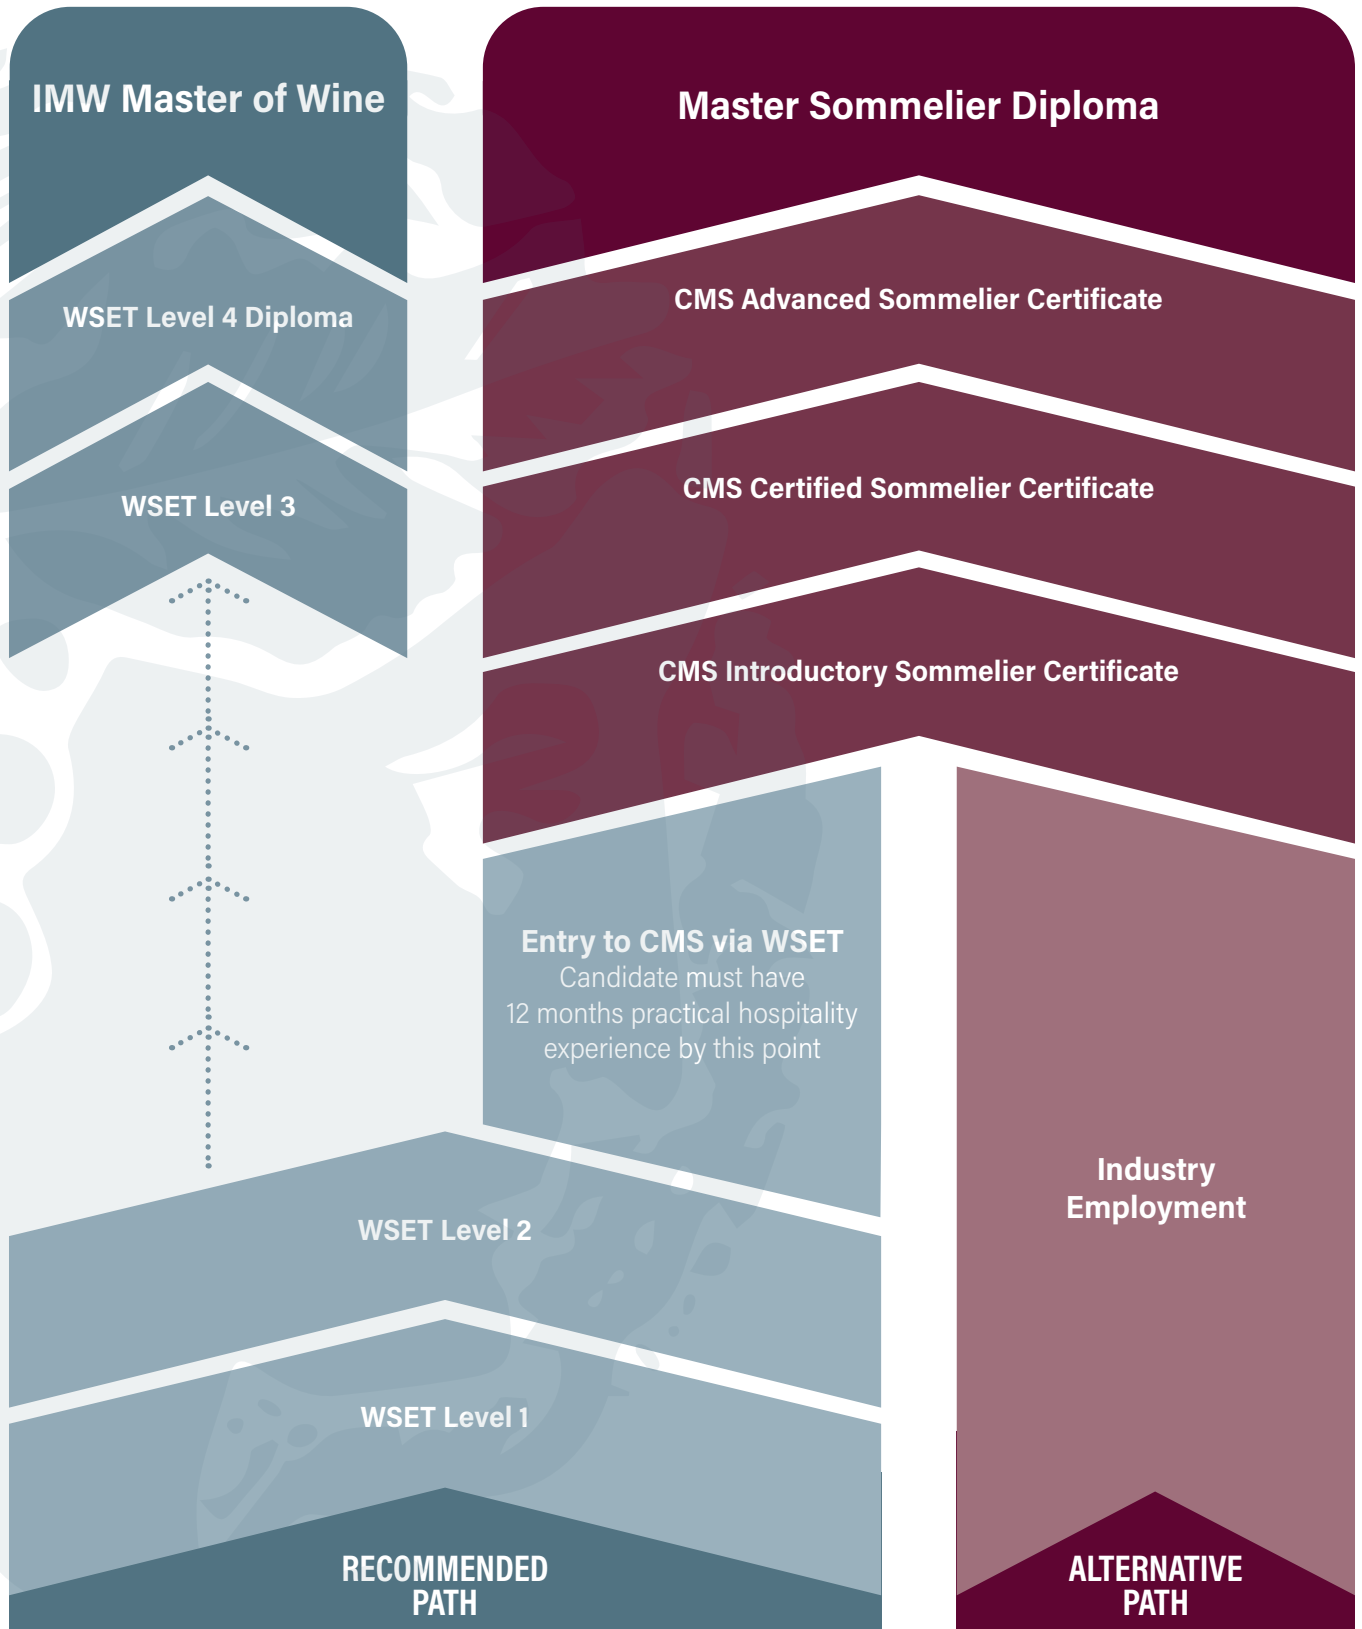 IMW Master of Wine
Master Sommelier Diploma
WSET Level 4 Diploma
CMS Advanced Sommelier Certificate
WSET Level 3
CMS Certified Sommelier Certificate
CMS Introductory Sommelier Certificate
Entry to CMS via WSET
Candidate must have
12 months practical hospitality
experience by this point
Industry
Employment
WSET Level 2
WSET Level 1
RECOMMENDED
PATH
ALTERNATIVE
PATH